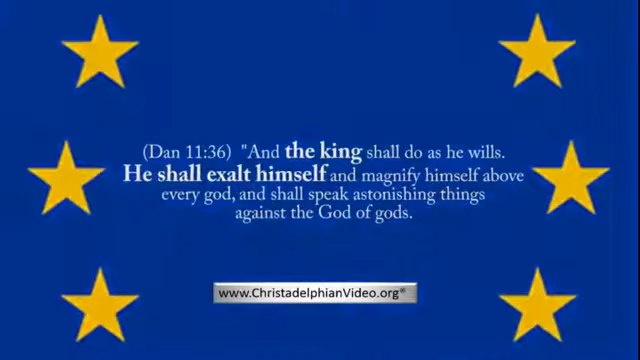 (Dan 11:36) "And the king shall do as he wills.
He shall exalt himself and magnify himself above
every god, and shall speak astonishing things
against the God of gods.
www.ChristadelphianVideo.org®